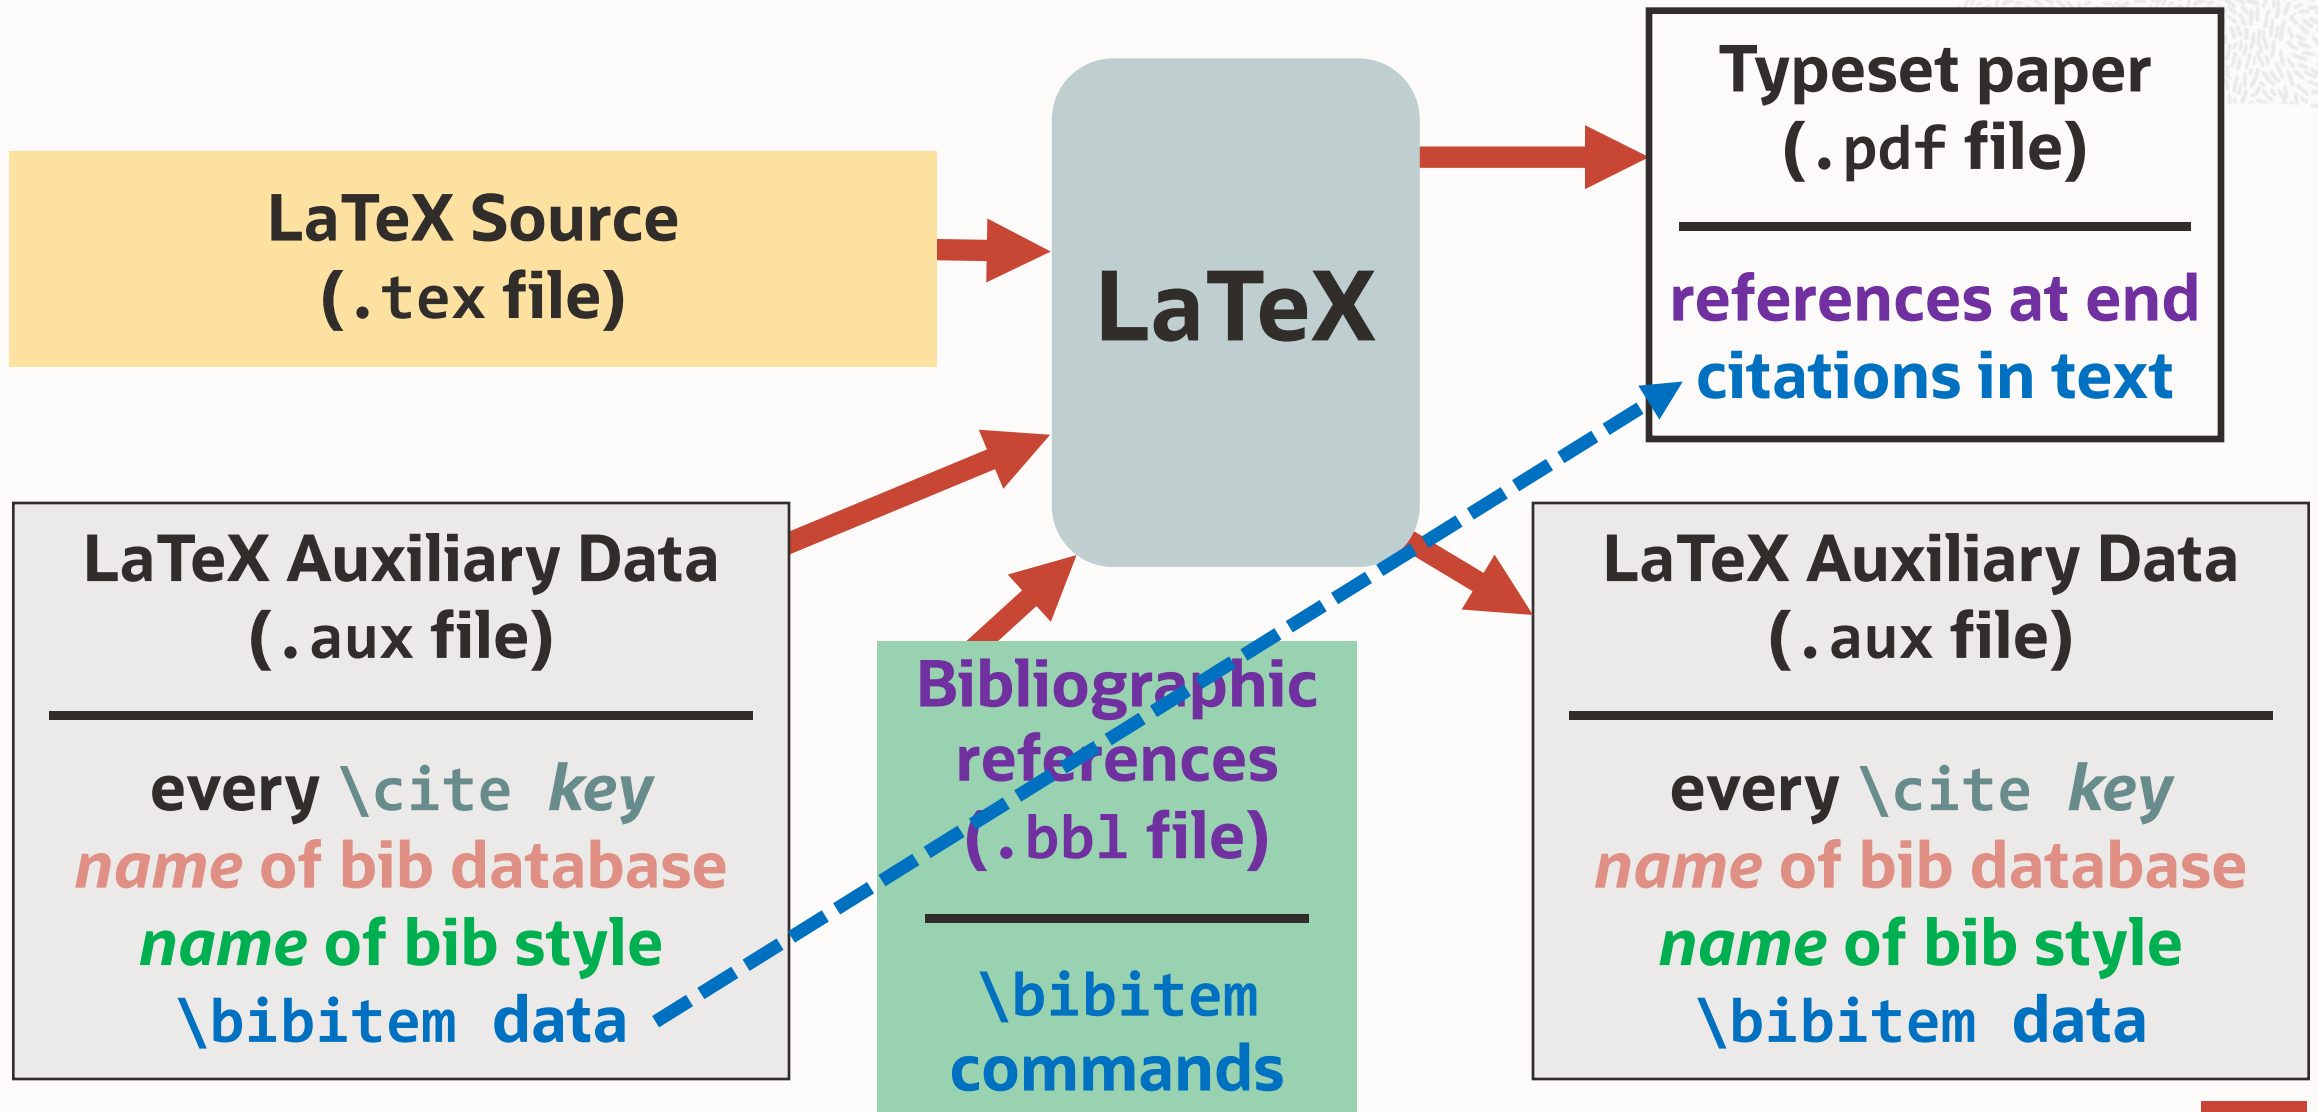 LaTeX Source
(.tex file)
LaTeX
Typeset paper
(.pdf file)
references at end
citations in text
LaTeX Auxiliary Data
(.aux file)
every \cite key
name of bib database
name of bib style
\bibitem data
Bibliographic
references
(.bbl file)
\bibitem
commands
LaTeX Auxiliary Data
(.aux file)
every \cite key
name of bib database
name of bib style
\bibitem data